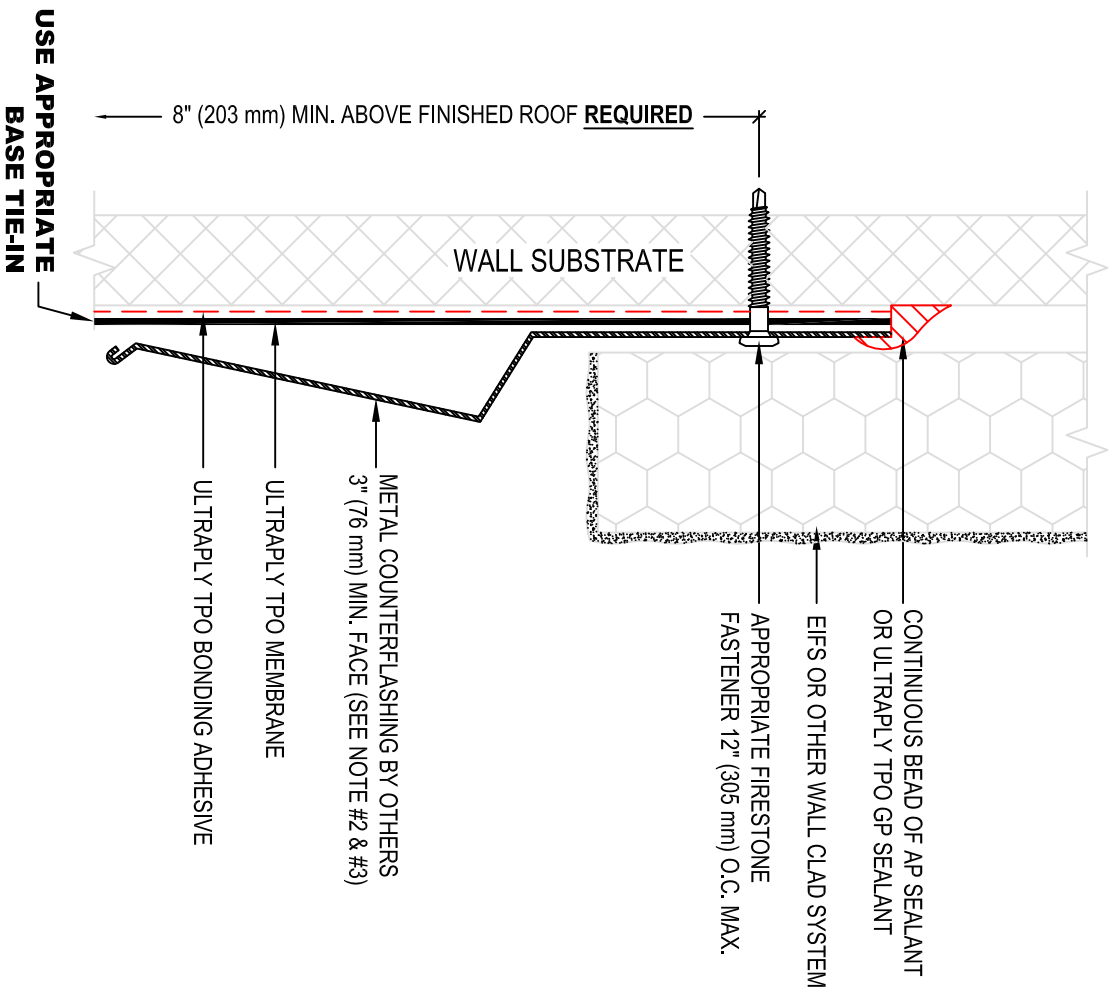 8" (203 mm) MIN. ABOVE FINISHED ROOF REQUIRED
WALL SUBSTRATE
USE APPROPRIATE
BASE TIE-IN
CONTINUOUS BEAD OF AP SEALANT
OR ULTRAPLY TPO GP SEALANT
EIFS OR OTHER WALL CLAD SYSTEM
APPROPRIATE FIRESTONE
FASTENER 12" (305 mm) O.C. MAX.
METAL COUNTERFLASHING BY OTHERS
3" (76 mm) MIN. FACE (SEE NOTE #2 & #3)
ULTRAPLY TPO MEMBRANE
ULTRAPLY TPO BONDING ADHESIVE